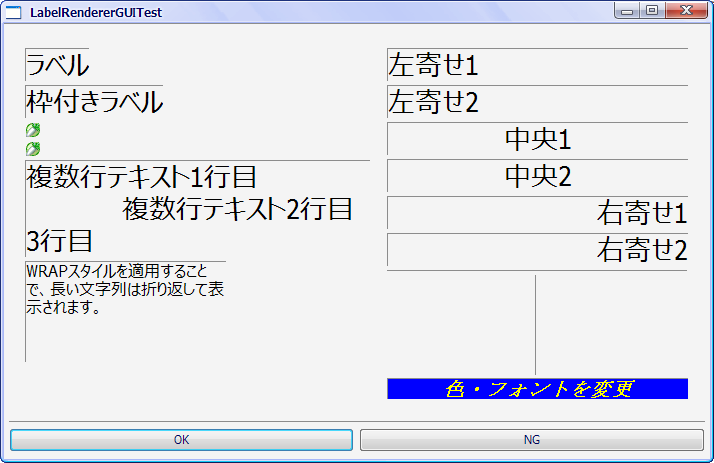 LabelRendererGUITest
ラベル
枠付きラベル
複数行テキスト1行目
複数行テキスト2行目
3行目
WRAPスタイルを適用すること
で、長い文字列は折り返して表
示されます。
左寄せ1
左寄せ2
中央1
中央2
右寄せ1
右寄せ2
色・フォントを変更
OK
NG